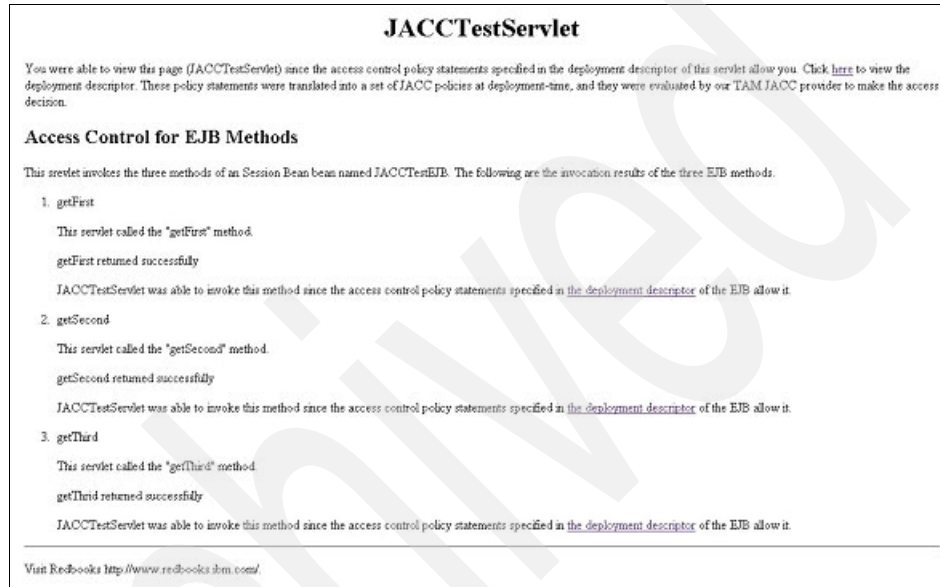 JACCTestServlet
You were able to view this page (JACCTestServlet) since the access control policy statements specified in the deployment descriptor of this servlet allow you. Click here to view the
deployment descriptor. These policy statements were translated into a set of JACC policies at deployment-time, and they were evaluated by our TAM JACC provider to make the access
decision.
Access Control for EJB Methods
This srevlet invokes the three methods of an Session Bean bean named JACCTestEJB. The following are the invocation results of the three EJB methods.
1. getFirst
This servlet called the "getFirst" method.
getFirst returned successfully
JACCTestServlet was able to invoke this method since the access control policy statements specified in the deployment descriptor of the EJB allow it.
2. getSecond
This servlet called the "getSecond" method.
getSecond returned successfully
JACCTestServlet was able to invoke this method since the access control policy statements specified in the deployment descriptor of the EJB allow it.
3. getThird
This servlet called the "getThird" method.
getThrid returned successfully
JACCTestServlet was able to invoke this method since the access control policy statements specified in the deployment descriptor of the EJB allow it.
Visit Redbooks http://www.redbooks.ibm.com/.